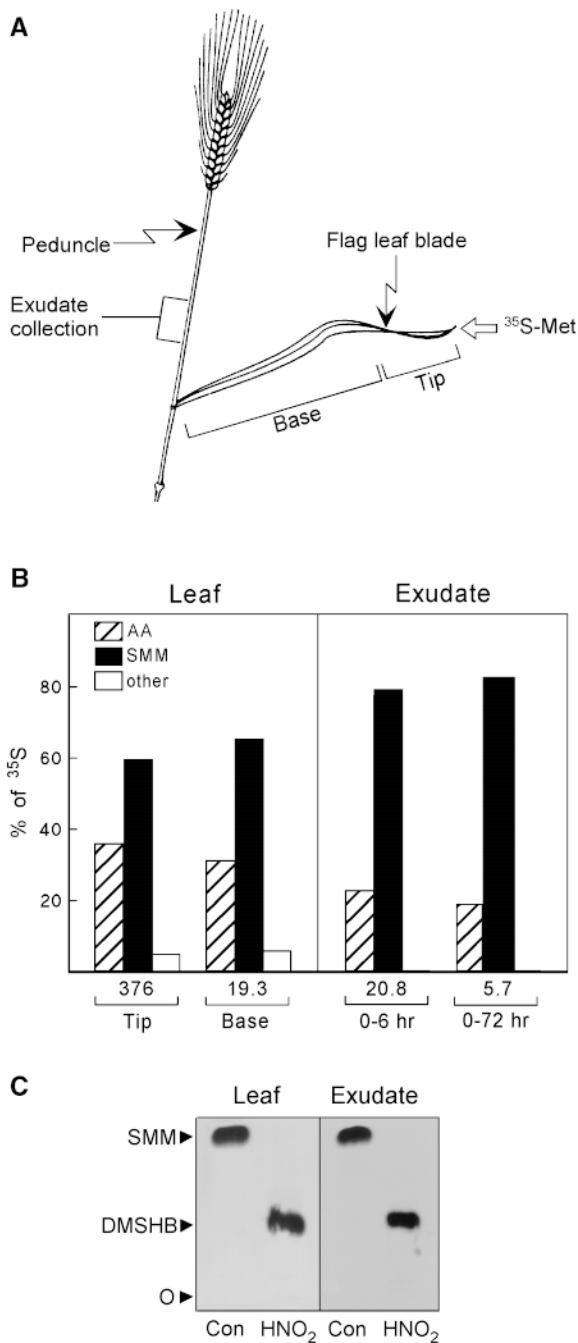 A
Peduncle
Flag leaf blade
Exudate
collection
³⁵S-Met
Tip
Base
B
Leaf Exudate
AA
SMM
other
% of ³⁵S
80
60
40
20
376 19.3 20.8 5.7
Tip Base 0-6 hr 0-72 hr
C
Leaf Exudate
SMM
DMSHB
O
Con HNO₂ Con HNO₂